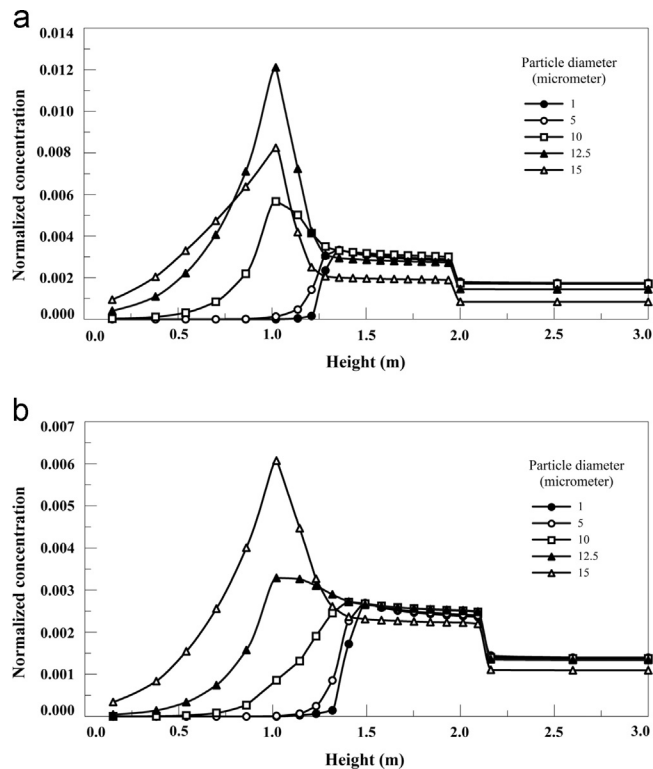 a
0.014
0.012
0.010
0.008
0.006
0.004
0.002
0.000
Normalized concentration
Particle diameter
(micrometer)
1
5
10
12.5
15
0.0 0.5 1.0 1.5 2.0 2.5 3.0
Height (m)
b
0.007
0.006
0.005
0.004
0.003
0.002
0.001
0.000
Normalized concentration
Particle diameter
(micrometer)
1
5
10
12.5
15
0.0 0.5 1.0 1.5 2.0 2.5 3.0
Height (m)